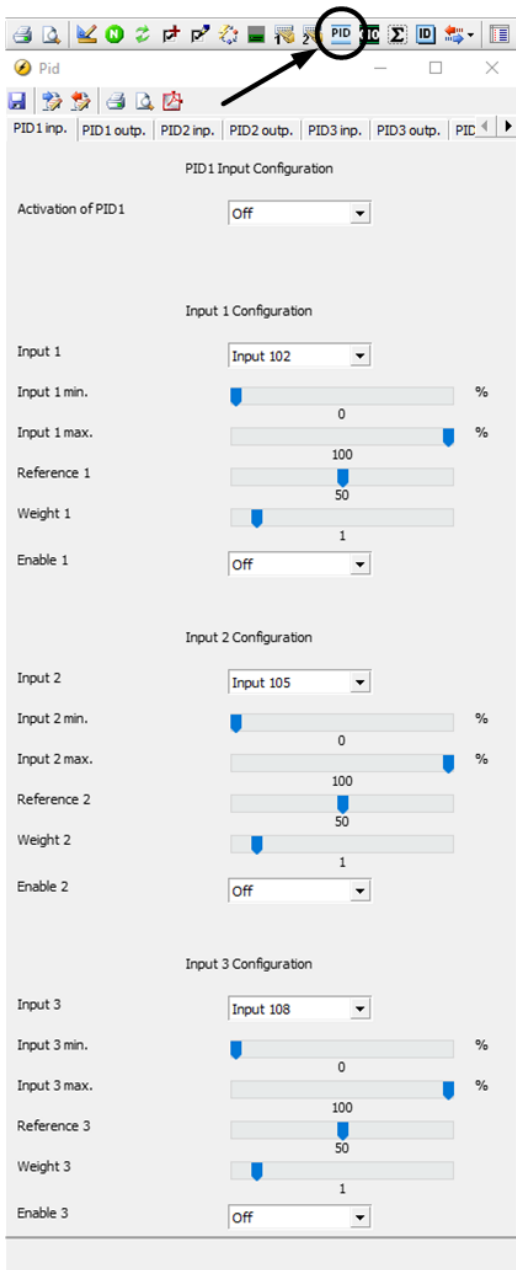 PID Σ ID
Pid
PID1 inp. PID1 outp. PID2 inp. PID2 outp. PID3 inp. PID3 outp.
PID1 Input Configuration
Activation of PID1 Off
Input 1 Configuration
Input 1 Input 102
Input 1 min. %
0
Input 1 max. %
100
Reference 1
50
Weight 1
1
Enable 1 Off
Input 2 Configuration
Input 2 Input 105
Input 2 min. %
0
Input 2 max. %
100
Reference 2
50
Weight 2
1
Enable 2 Off
Input 3 Configuration
Input 3 Input 108
Input 3 min. %
0
Input 3 max. %
100
Reference 3
50
Weight 3
1
Enable 3 Off